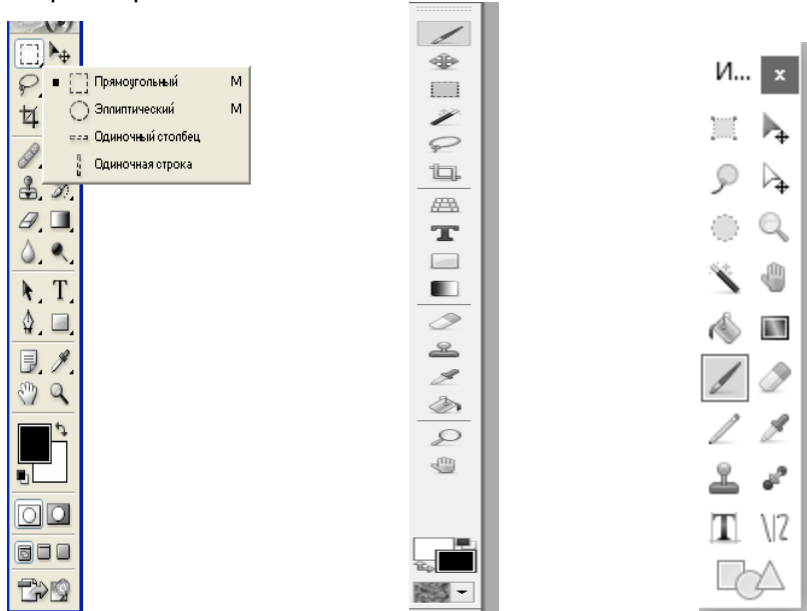 Прямоугольный M
Эллиптический M
Одиночный столбец
Одиночная строка
И... x
T
T
T